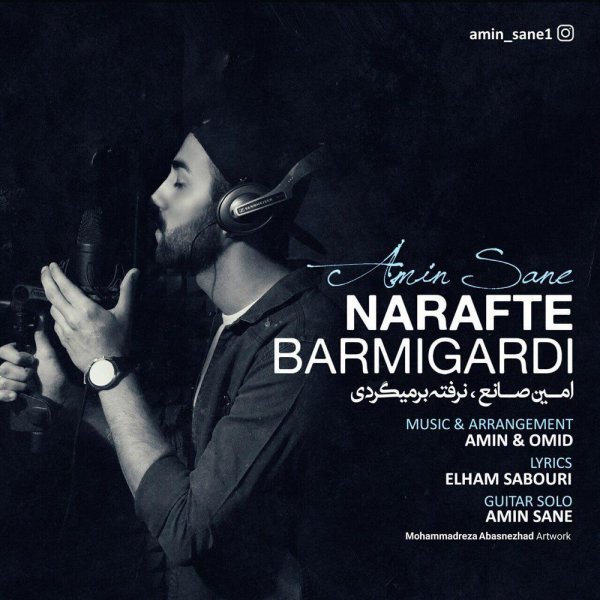 amin_sane1
SENNHEISER
Amin Sane
NARAFTE
BARMIGARDI
امین صانع ، نرفته برمیگردی
MUSIC & ARRANGEMENT
AMIN & OMID
LYRICS
ELHAM SABOURI
GUITAR SOLO
AMIN SANE
Mohammadreza Abasnezhad Artwork